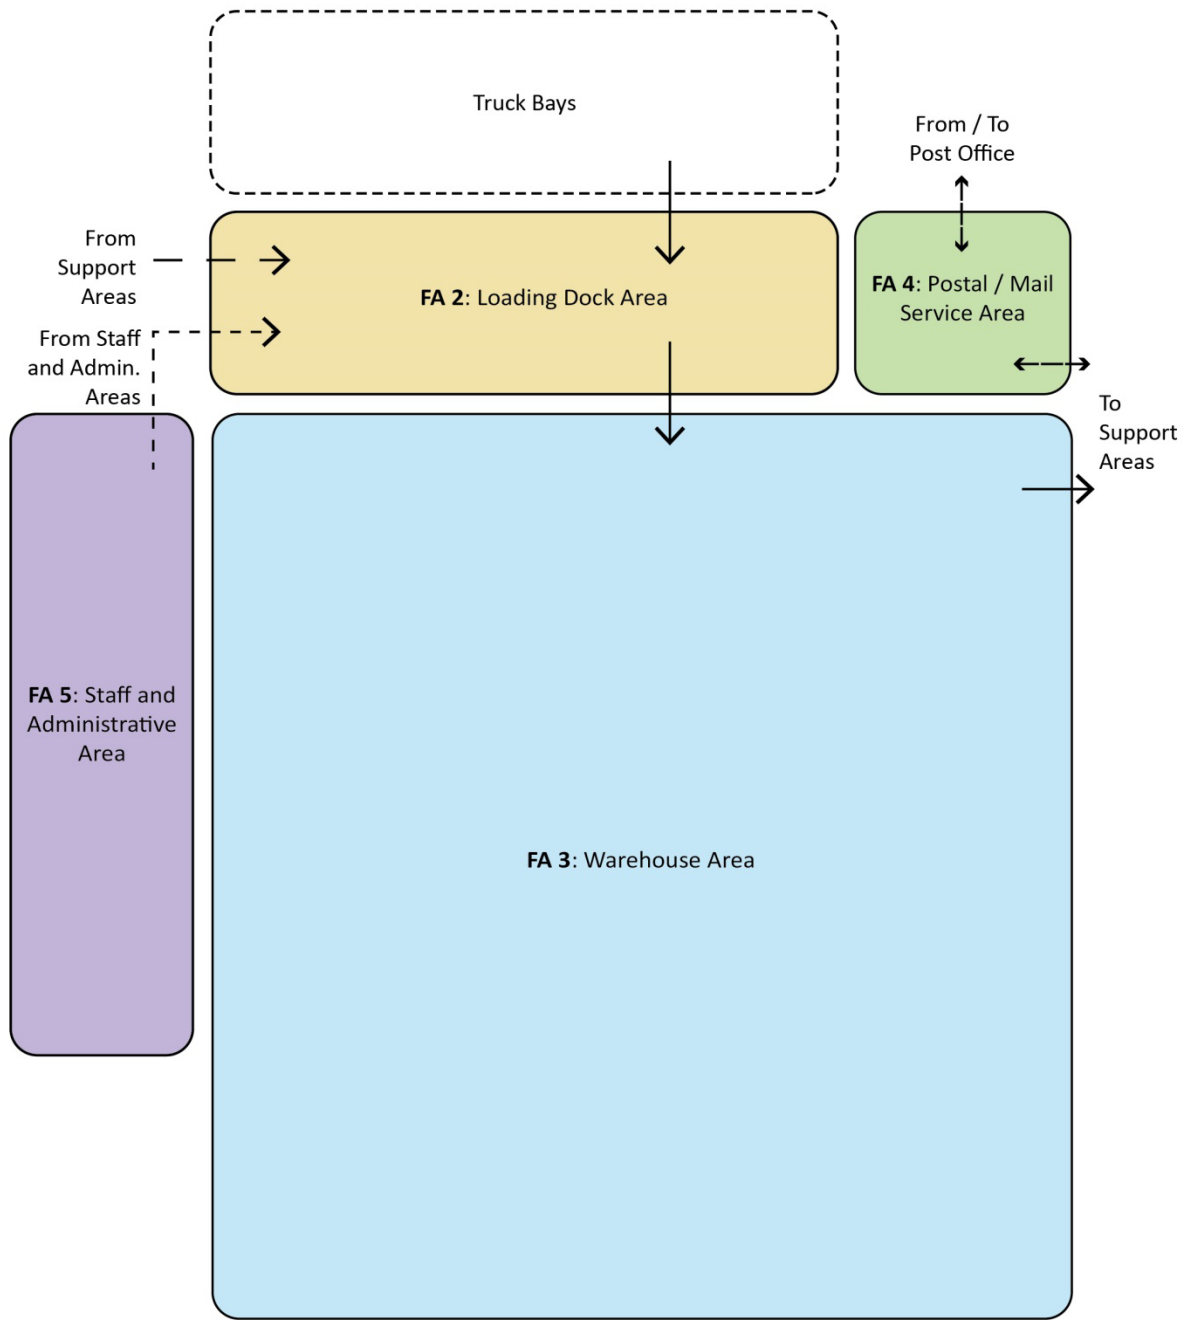 Truck Bays
From / To
Post Office
From
Support
Areas
FA 2: Loading Dock Area
FA 4: Postal / Mail
Service Area
From Staff
and Admin.
Areas
To
Support
Areas
FA 5: Staff and
Administrative
Area
FA 3: Warehouse Area